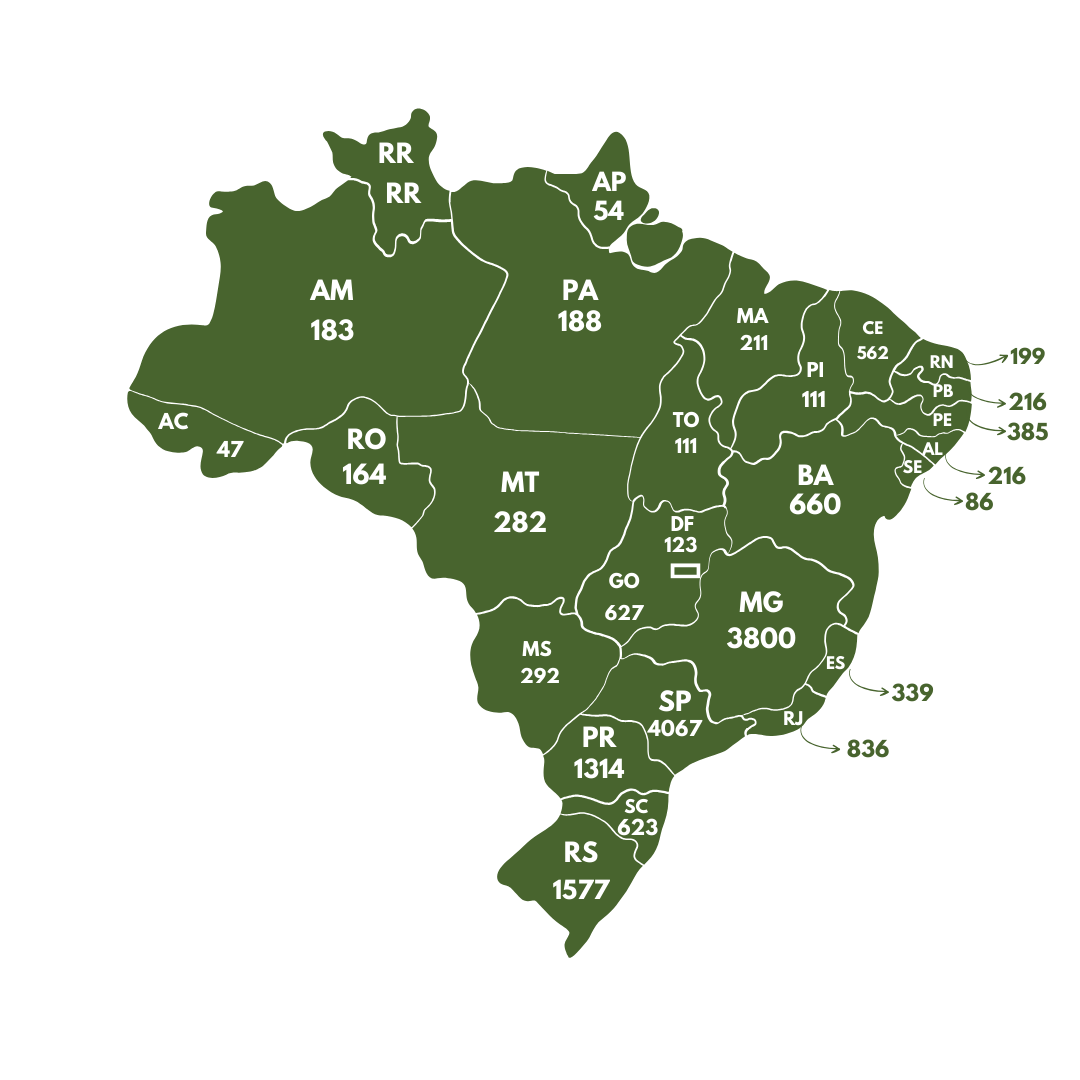 RR
RR
AP
54
AM
183
PA
188
MA
211
CE
562
RN
199
PI
111
PB
216
PE
385
AC
47
RO
164
TO
111
AL
216
SE
86
MT
282
BA
660
DF
123
GO
627
MG
3800
MS
292
ES
339
SP
4067
RJ
836
PR
1314
SC
623
RS
1577